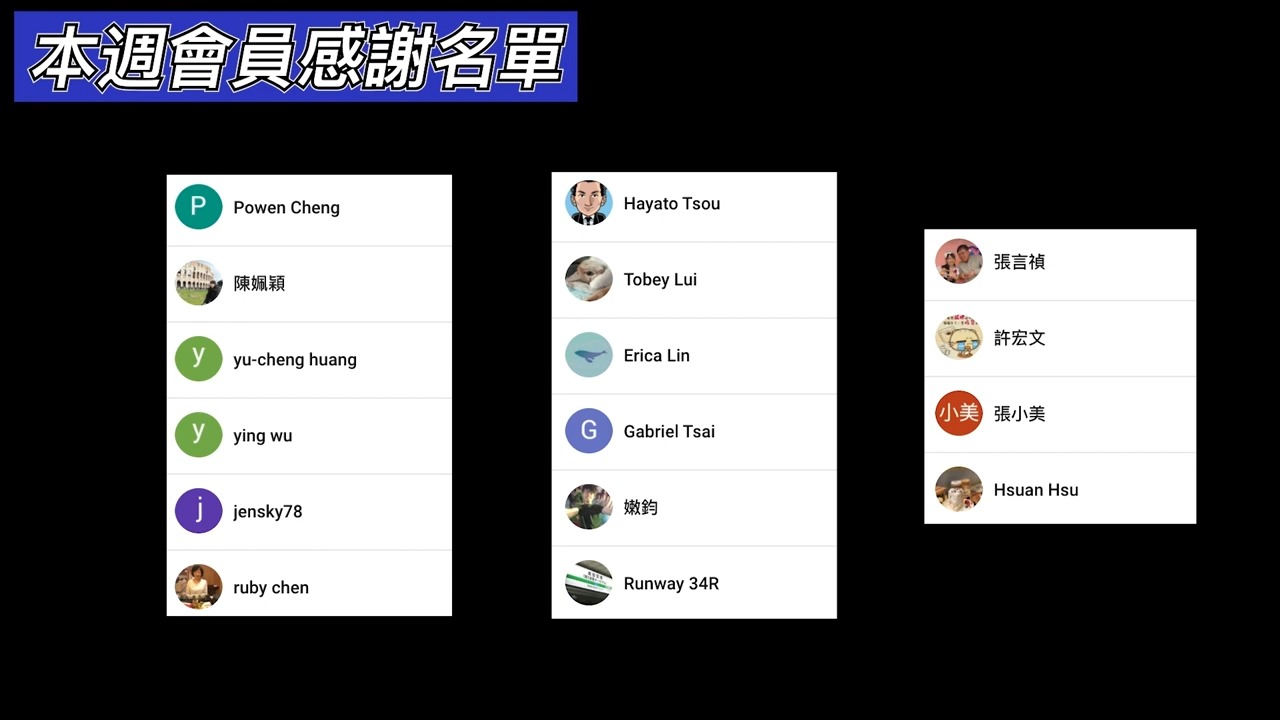 本週會員感謝名單
P Powen Cheng
陳姵穎
y yu-cheng huang
y ying wu
j jensky78
ruby chen
Hayato Tsou
Tobey Lui
Erica Lin
G Gabriel Tsai
嫩鈞
Runway 34R
張言禎
許宏文
小美 張小美
Hsuan Hsu